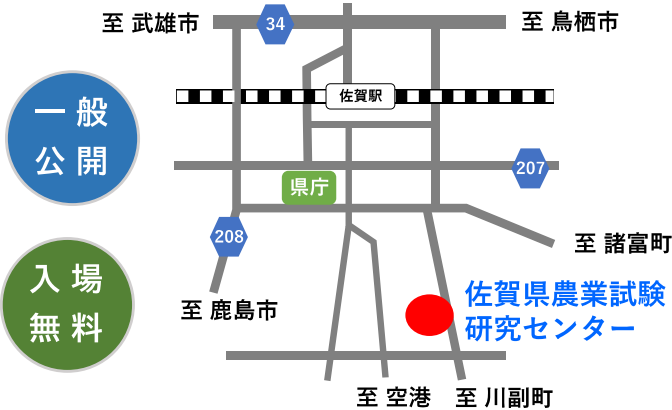 至 武雄市
34
至 鳥栖市
佐賀駅
一般
公開
207
県庁
208
至 諸富町
入場
無料
至 鹿島市
佐賀県農業試験
研究センター
至 空港
至 川副町